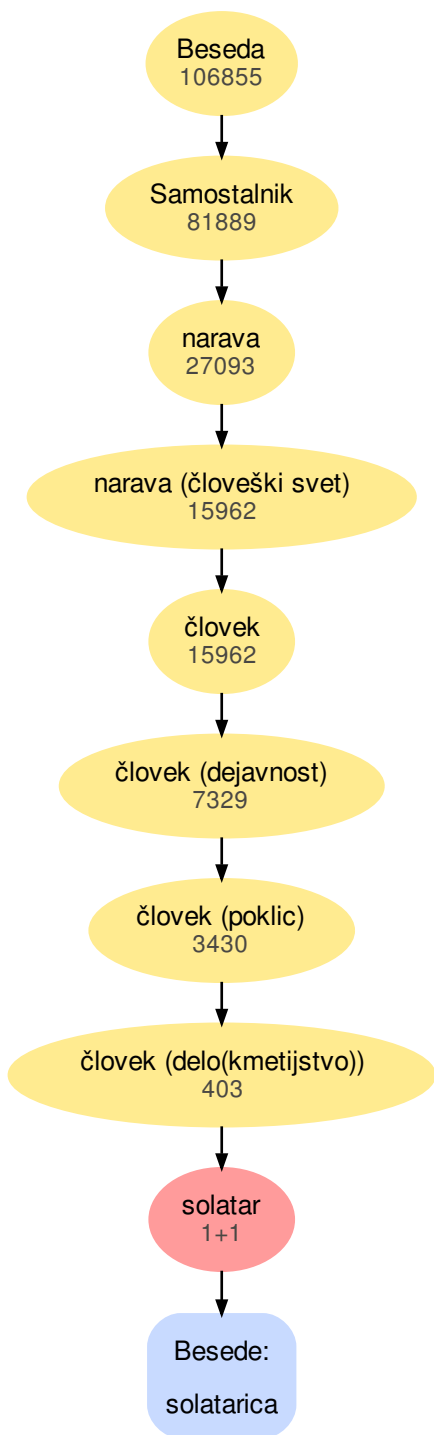 Beseda
106855
Samostalnik
81889
narava
27093
narava (človeški svet)
15962
človek
15962
človek (dejavnost)
7329
človek (poklic)
3430
človek (delo(kmetijstvo))
403
solatar
1+1
Besede:
solatarica